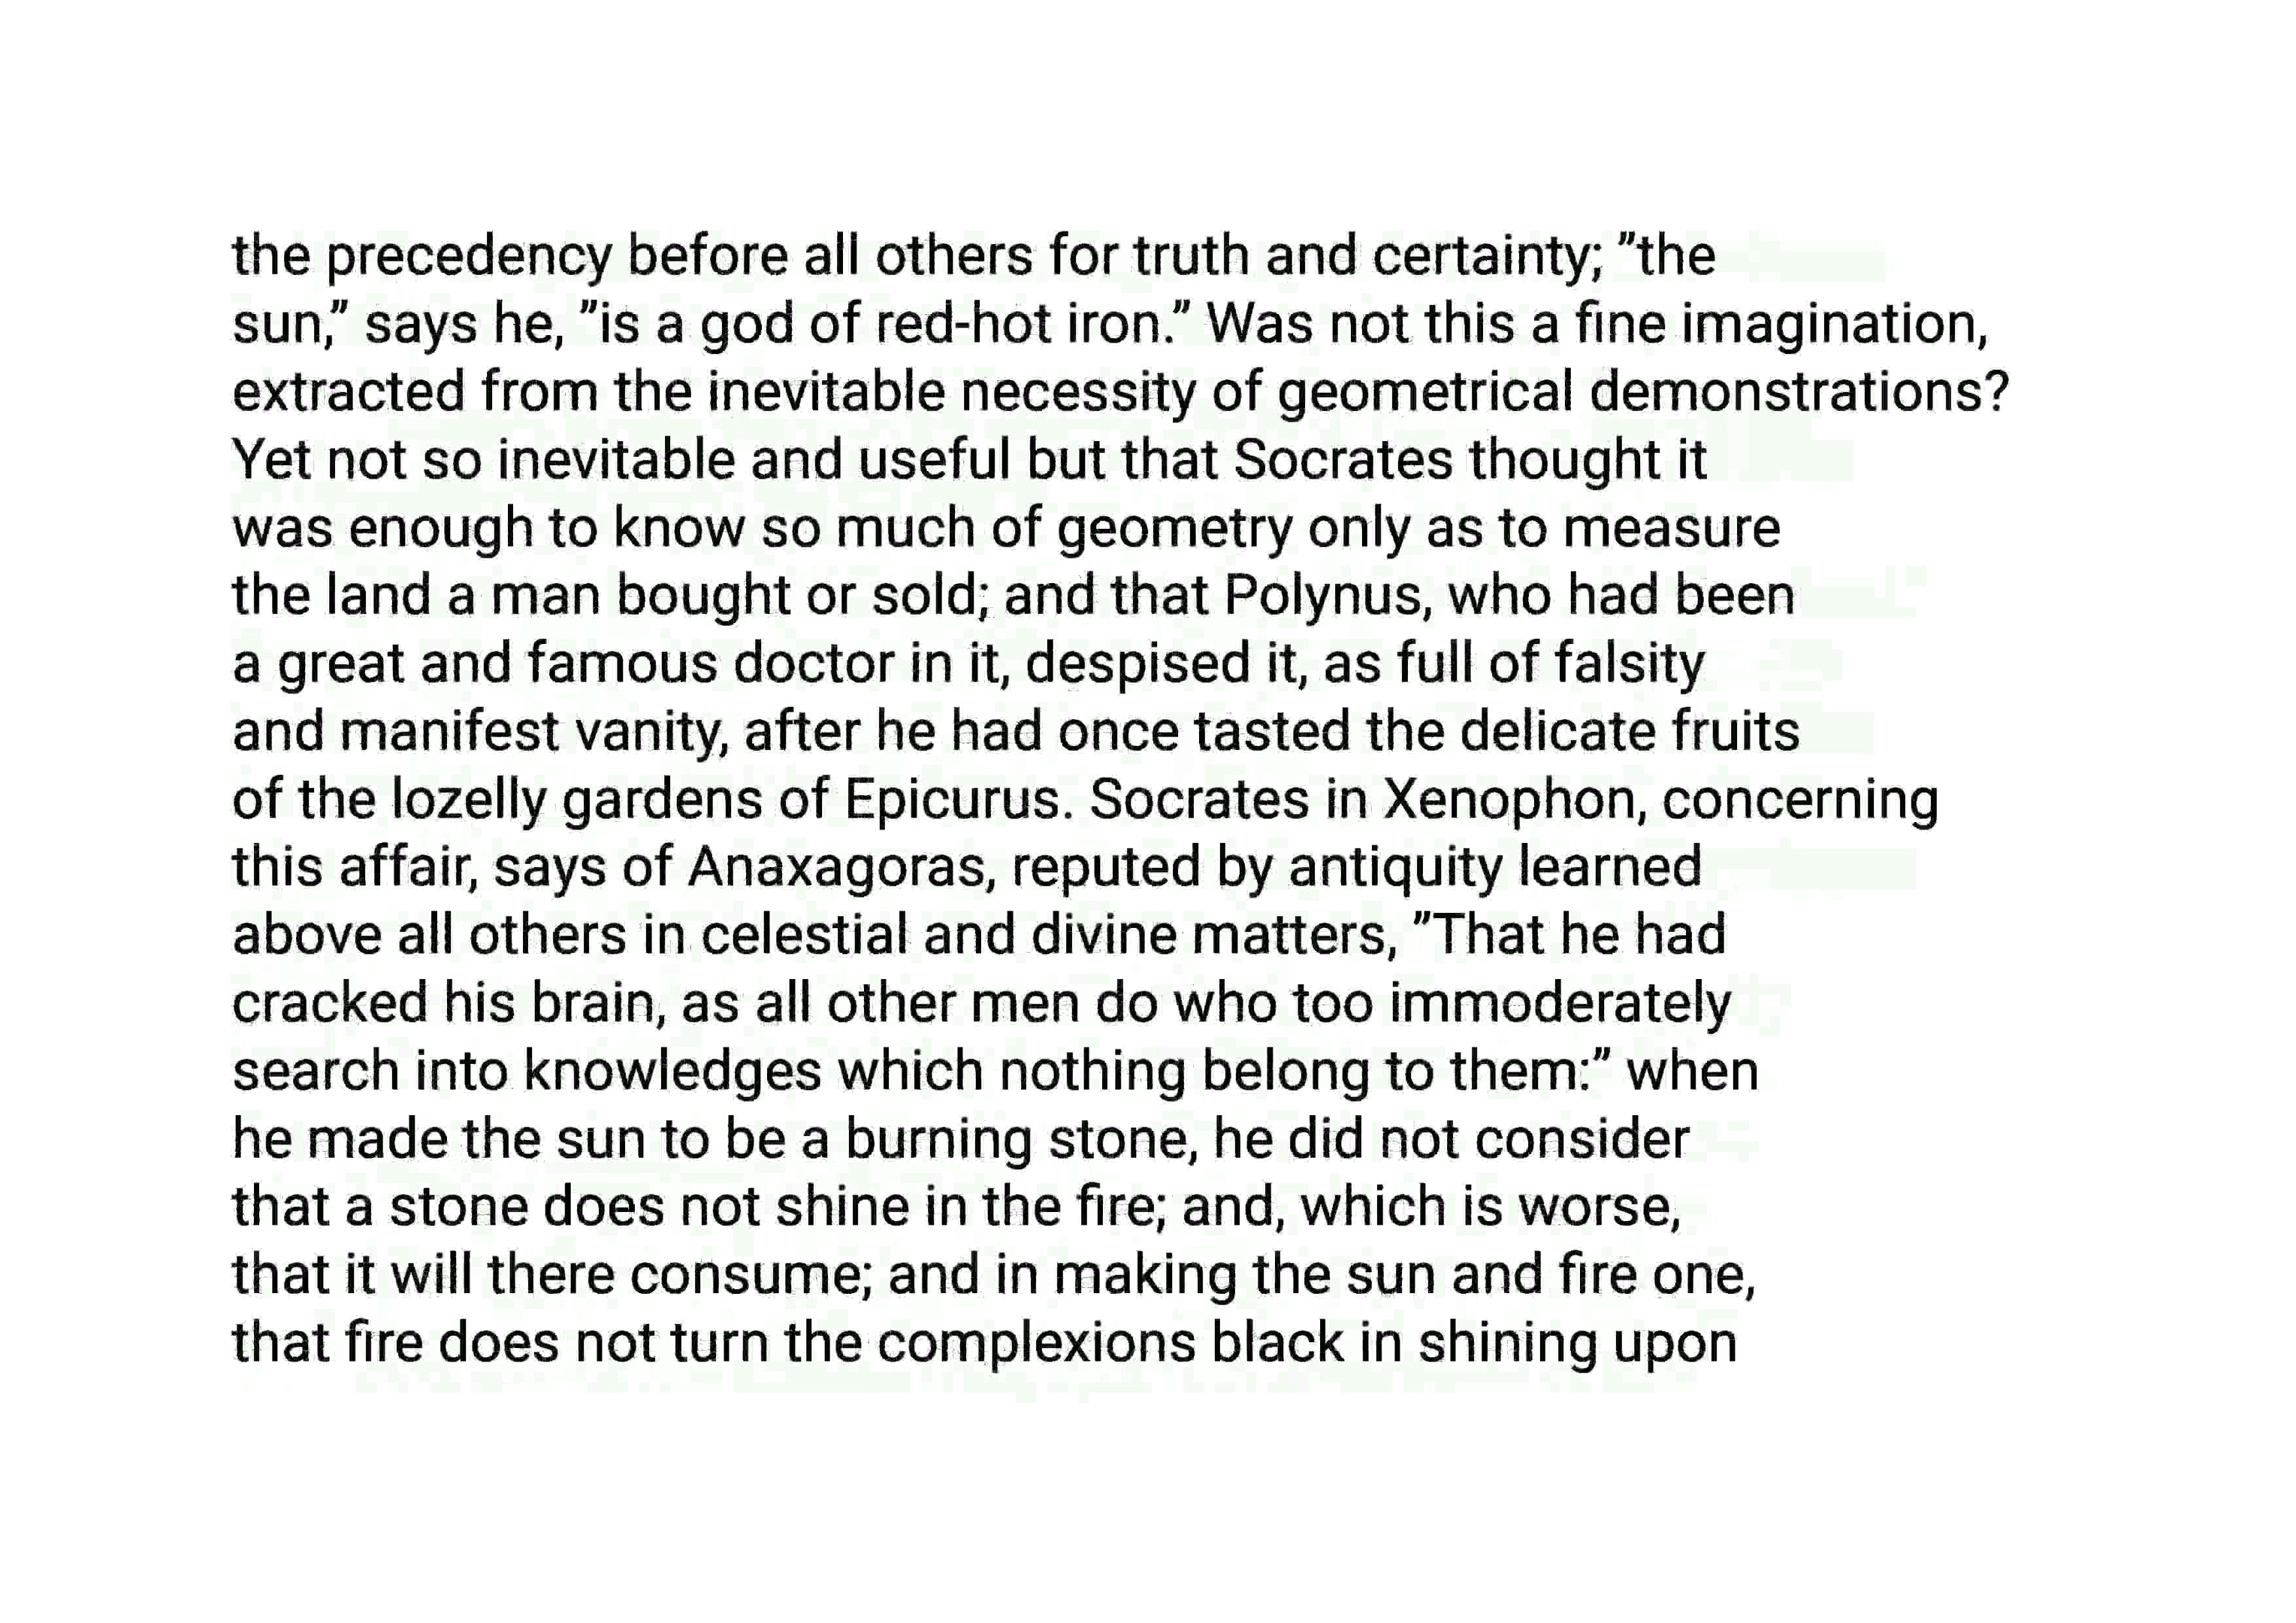 the precedency before all others for truth and certainty; ”the
sun,” says he, ”is a god of red-hot iron.” Was not this a fine imagination,
extracted from the inevitable necessity of geometrical demonstrations?
Yet not so inevitable and useful but that Socrates thought it
was enough to know so much of geometry only as to measure
the land a man bought or sold; and that Polynus, who had been
a great and famous doctor in it, despised it, as full of falsity
and manifest vanity, after he had once tasted the delicate fruits
of the lozelly gardens of Epicurus. Socrates in Xenophon, concerning
this affair, says of Anaxagoras, reputed by antiquity learned
above all others in celestial and divine matters, ”That he had
cracked his brain, as all other men do who too immoderately
search into knowledges which nothing belong to them:” when
he made the sun to be a burning stone, he did not consider
that a stone does not shine in the fire; and, which is worse,
that it will there consume; and in making the sun and fire one,
that fire does not turn the complexions black in shining upon